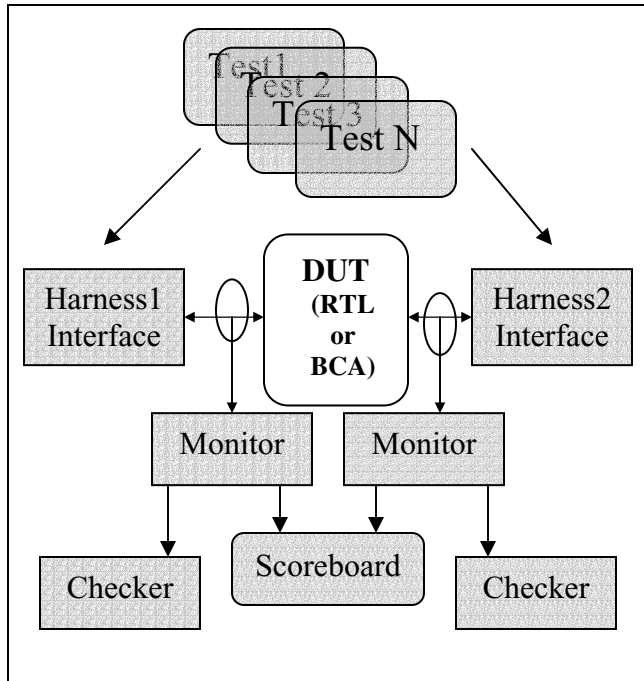 Test1
Test 2
Test 3
Test N
Harness1
Interface
DUT
(RTL
or
BCA)
Harness2
Interface
Monitor
Monitor
Checker
Scoreboard
Checker